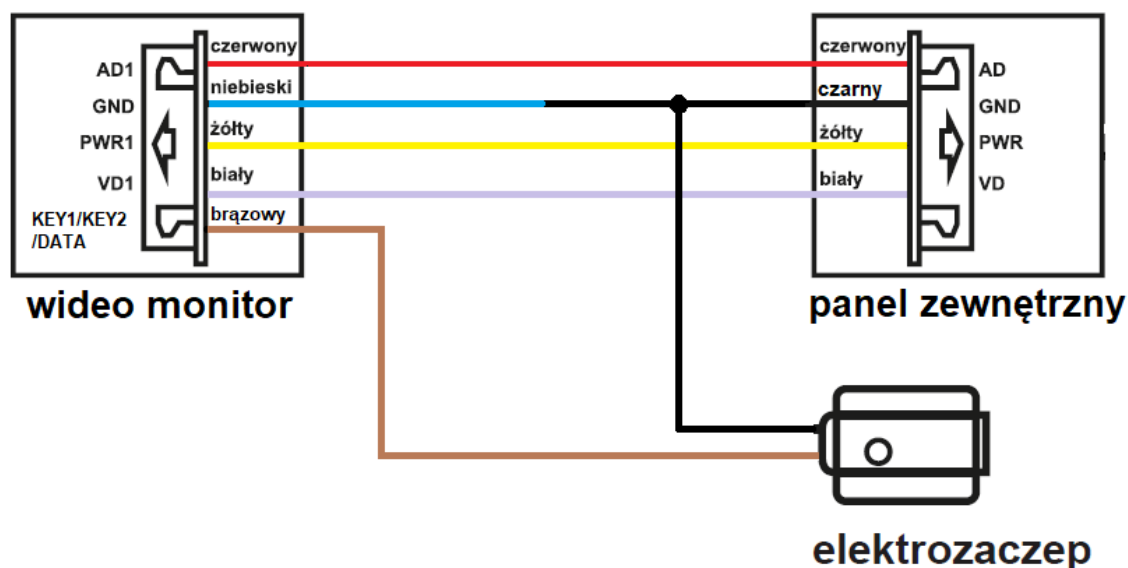 czerwony
AD1
niebieski
GND
żółty
PWR1
biały
VD1
brązowy
KEY1/KEY2
/DATA
wideo monitor
czerwony
AD
czarny
GND
żółty
PWR
biały
VD
panel zewnętrzny
elektrozaczep